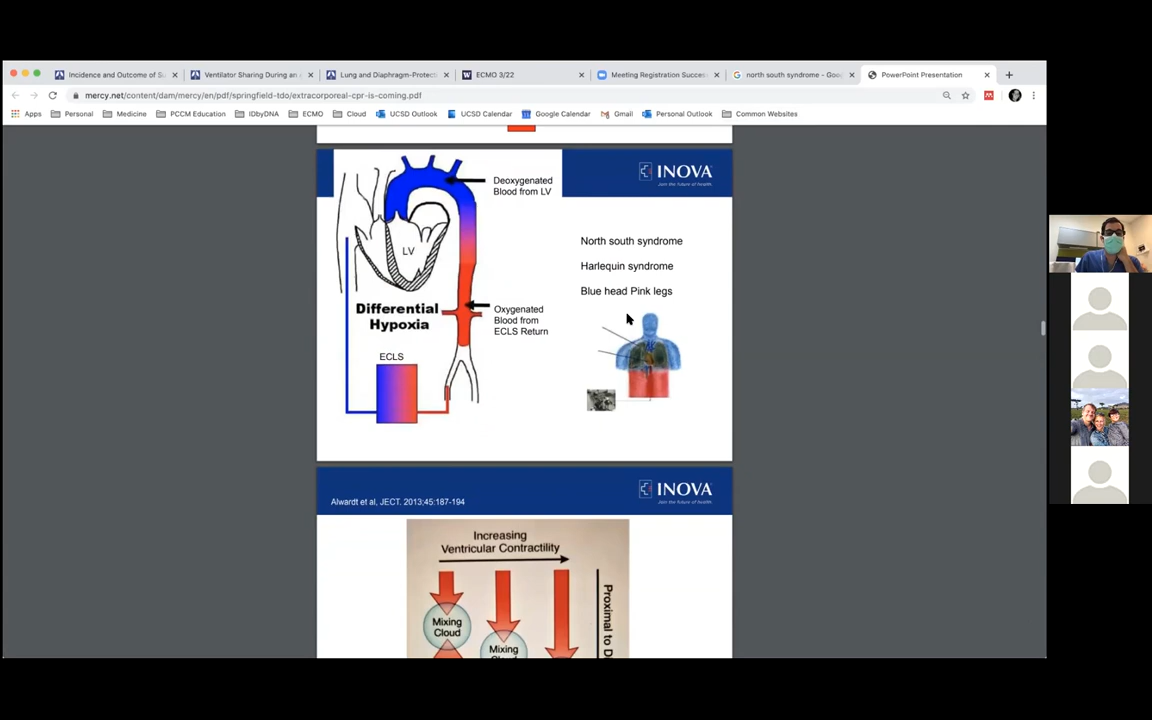 Incidence and Outcome of Su
Ventilator Sharing During an
Lung and Diaphragm-Protect
ECMO 3/22
Meeting Registration Success
north south syndrome - Goo
PowerPoint Presentation
mercy.net/content/dam/mercy/en/pdf/springfield-tdo/extracorporeal-cpr-is-coming.pdf
Apps
Personal
Medicine
PCCM Education
IDbyDNA
ECMO
Cloud
UCSD Outlook
UCSD Calendar
Google Calendar
Gmail
Personal Outlook
Common Websites
INOVA
Join the future of health.
Deoxygenated
Blood from LV
LV
Differential
Hypoxia
Oxygenated
Blood from
ECLS Return
ECLS
North south syndrome
Harlequin syndrome
Blue head Pink legs
Alwardt et al, JECT. 2013;45:187-194
INOVA
Join the future of health.
Increasing
Ventricular Contractility
Mixing
Cloud
Mixing
Proximal to D